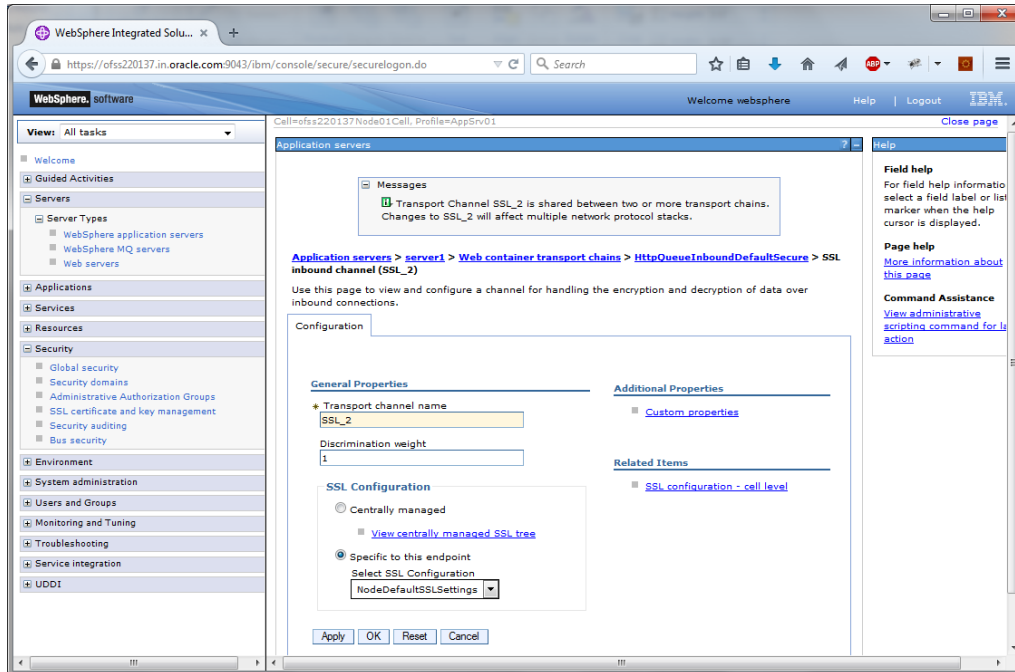 WebSphere Integrated Solu... × +
https://ofss220137.in.oracle.com:9043/ibm/console/secure/securelogon.do
Search
ABP
WebSphere. software
Welcome websphere
Help | Logout
IBM.
View: All tasks
Welcome
Guided Activities
Servers
Server Types
WebSphere application servers
WebSphere MQ servers
Web servers
Applications
Services
Resources
Security
Global security
Security domains
Administrative Authorization Groups
SSL certificate and key management
Security auditing
Bus security
Environment
System administration
Users and Groups
Monitoring and Tuning
Troubleshooting
Service integration
UDDI
Cell=ofss220137Node01Cell, Profile=AppSrv01
Close page
Application servers
? -
Messages
Transport Channel SSL_2 is shared between two or more transport chains.
Changes to SSL_2 will affect multiple network protocol stacks.
Application servers > server1 > Web container transport chains > HttpQueueInboundDefaultSecure > SSL
inbound channel (SSL_2)
Use this page to view and configure a channel for handling the encryption and decryption of data over
inbound connections.
Configuration
General Properties
* Transport channel name
SSL_2
Discrimination weight
1
SSL Configuration
Centrally managed
View centrally managed SSL tree
Specific to this endpoint
Select SSL Configuration
NodeDefaultSSLSettings
Apply OK Reset Cancel
Additional Properties
Custom properties
Related Items
SSL configuration - cell level
Help
Field help
For field help informatio
select a field label or list
marker when the help
cursor is displayed.
Page help
More information about
this page
Command Assistance
View administrative
scripting command for la
action